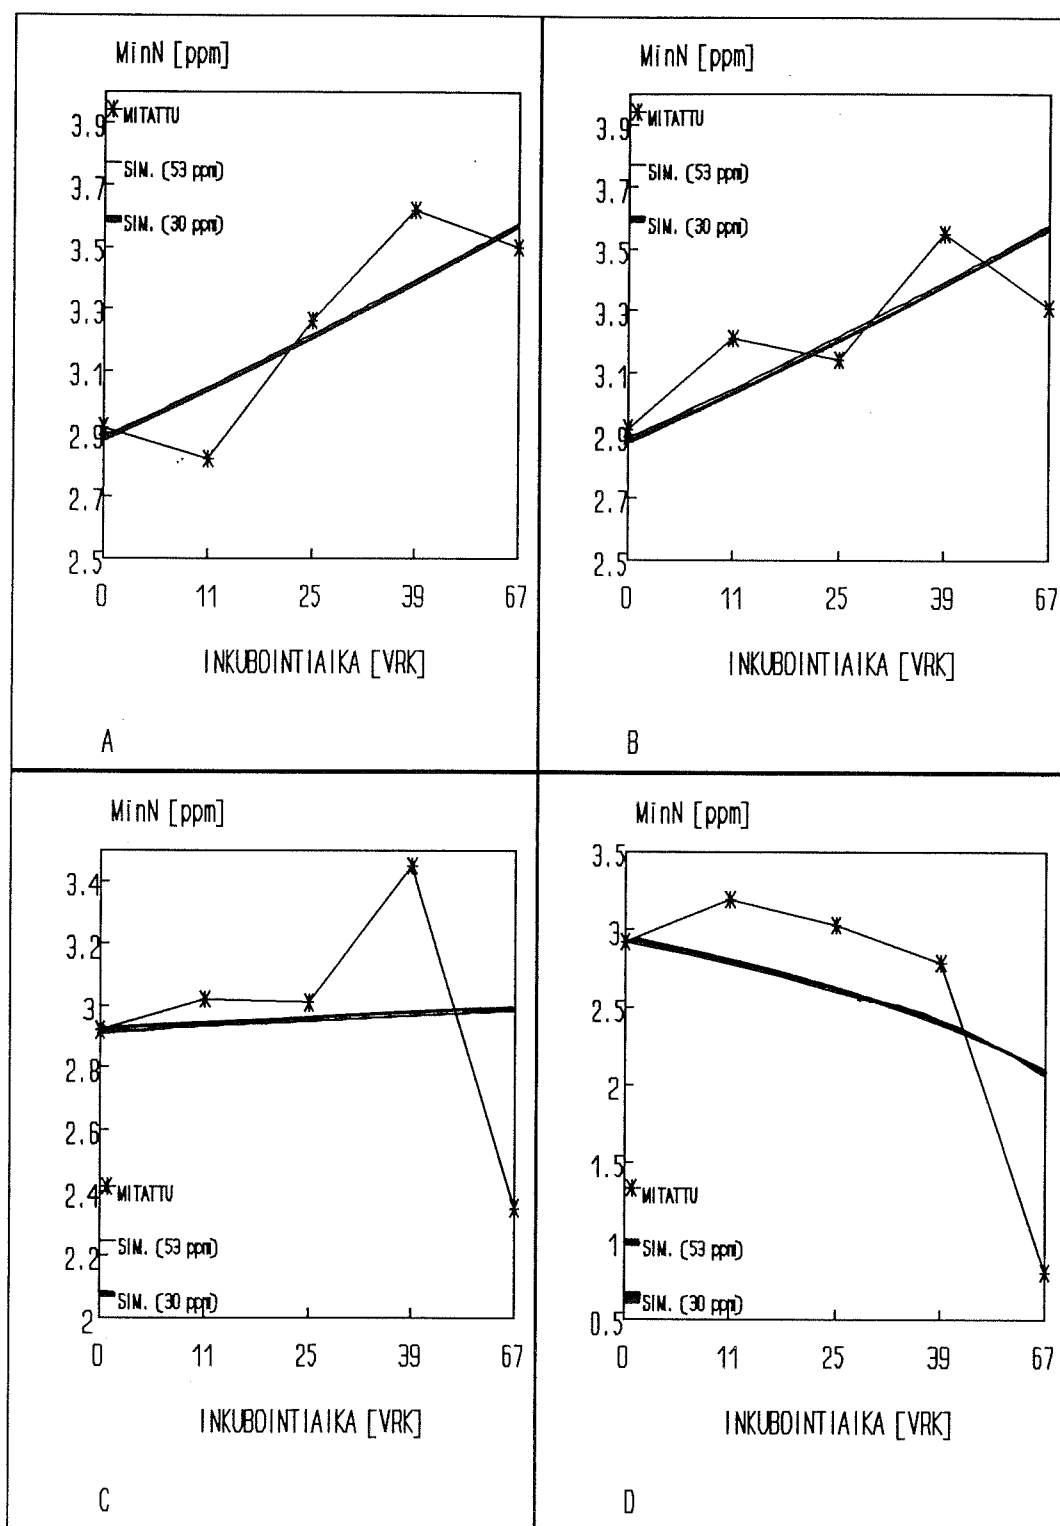 MinN [ppm]
3.9
MITATTU
3.7
SIM. (53 ppm)
SIM. (30 ppm)
3.5
3.3
3.1
2.9
2.7
2.5
0 11 25 39 67
INKUBOINTIAIKA [VRK]
A
MinN [ppm]
3.9
MITATTU
3.7
SIM. (53 ppm)
SIM. (30 ppm)
3.5
3.3
3.1
2.9
2.7
2.5
0 11 25 39 67
INKUBOINTIAIKA [VRK]
B
MinN [ppm]
3.4
3.2
3
2.8
2.6
2.4
MITATTU
2.2
SIM. (53 ppm)
SIM. (30 ppm)
2
0 11 25 39 67
INKUBOINTIAIKA [VRK]
C
MinN [ppm]
3.5
3
2.5
2
1.5
MITATTU
1
SIM. (53 ppm)
SIM. (30 ppm)
0.5
0 11 25 39 67
INKUBOINTIAIKA [VRK]
D